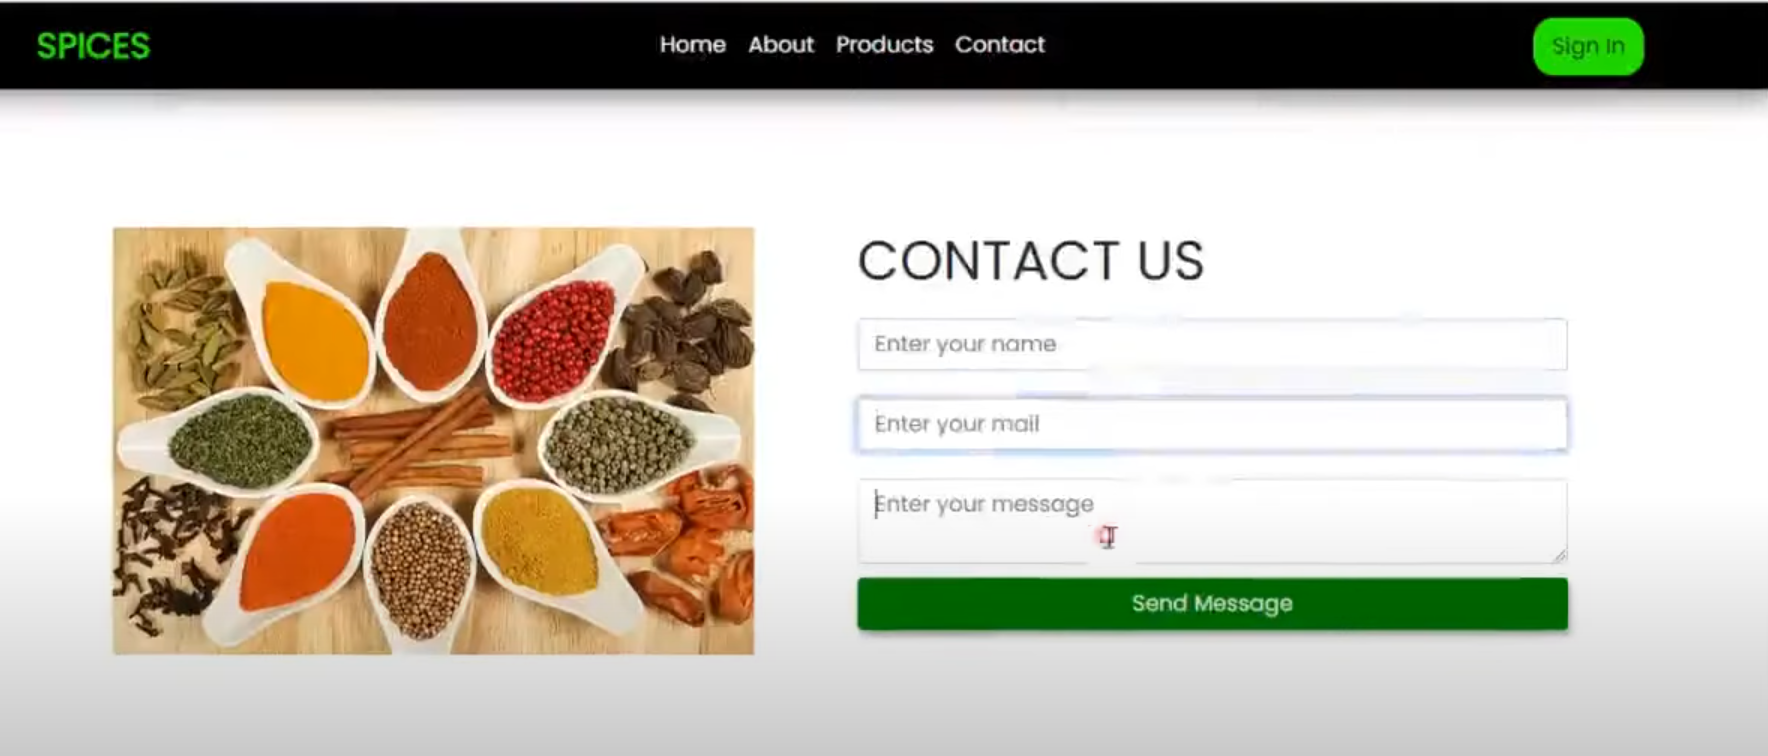 SPICES
Home About Products Contact
Sign In
CONTACT US
Enter your name
Enter your mail
Enter your message
Send Message